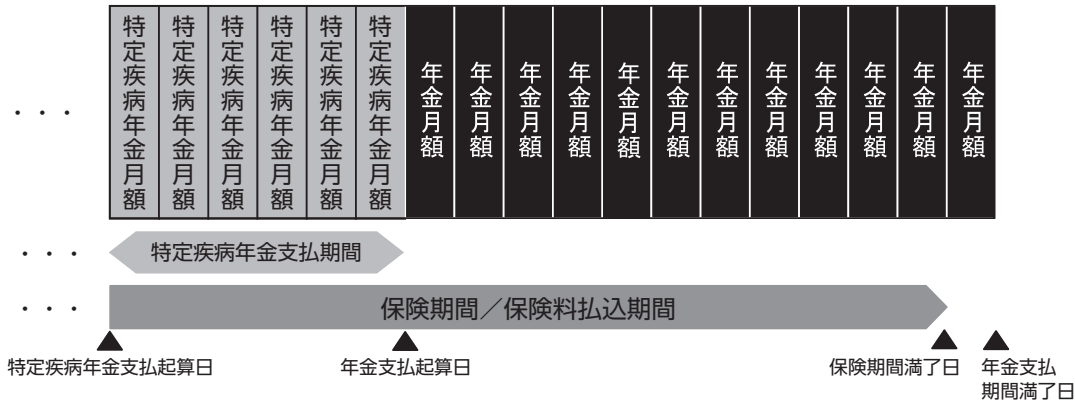 特定疾病年金月額
特定疾病年金月額
特定疾病年金月額
特定疾病年金月額
特定疾病年金月額
特定疾病年金月額
年金月額
年金月額
年金月額
年金月額
年金月額
年金月額
年金月額
年金月額
年金月額
年金月額
年金月額
年金月額
・・・
・・・
特定疾病年金支払期間
・・・
保険期間／保険料払込期間
特定疾病年金支払起算日
年金支払起算日
保険期間満了日
年金支払
期間満了日